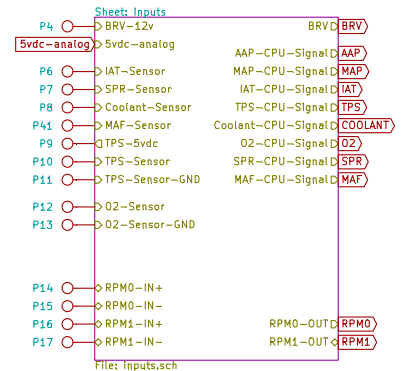 Sheet: Inputs
P4 BRV-12v BRV BRV
5vdc-analog 5vdc-analog
AAP-CPU-Signal AAP
P6 IAT-Sensor MAP-CPU-Signal MAP
P7 SPR-Sensor IAT-CPU-Signal IAT
P8 Coolant-Sensor TPS-CPU-Signal TPS
P41 MAF-Sensor Coolant-CPU-Signal COOLANT
P9 TPS-5vdc O2-CPU-Signal O2
P10 TPS-Sensor SPR-CPU-Signal SPR
P11 TPS-Sensor-GND MAF-CPU-Signal MAF
P12 O2-Sensor
P13 O2-Sensor-GND
P14 RPM0-IN+
P15 RPM0-IN-
P16 RPM1-IN+ RPM0-OUT RPM0
P17 RPM1-IN- RPM1-OUT RPM1
File: inputs.sch